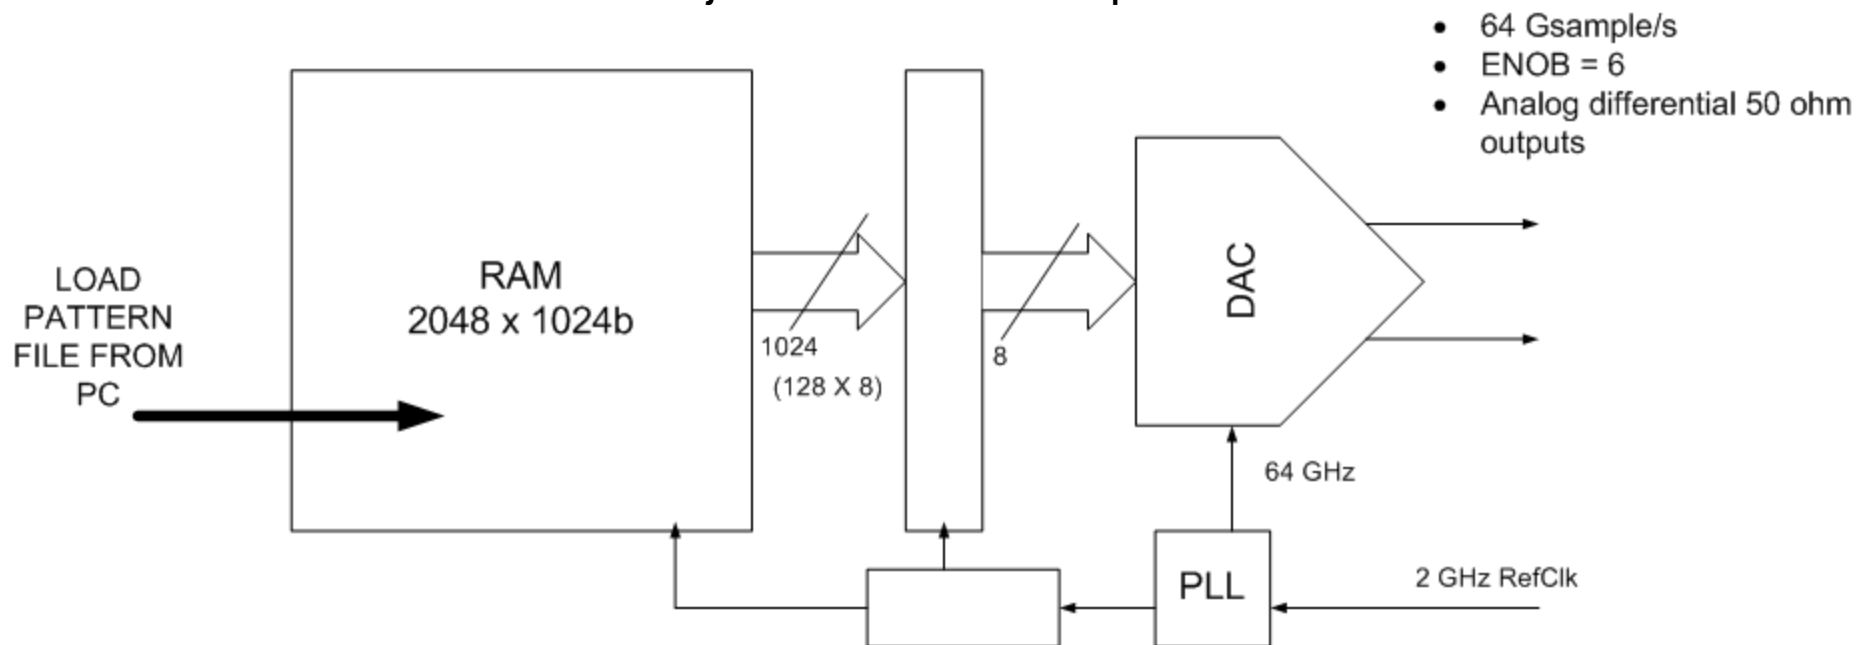 64 Gsample/s
ENOB = 6
Analog differential 50 ohm
outputs
LOAD
PATTERN
FILE FROM
PC
RAM
2048 x 1024b
1024
(128 X 8)
8
DAC
64 GHz
PLL
2 GHz RefClk